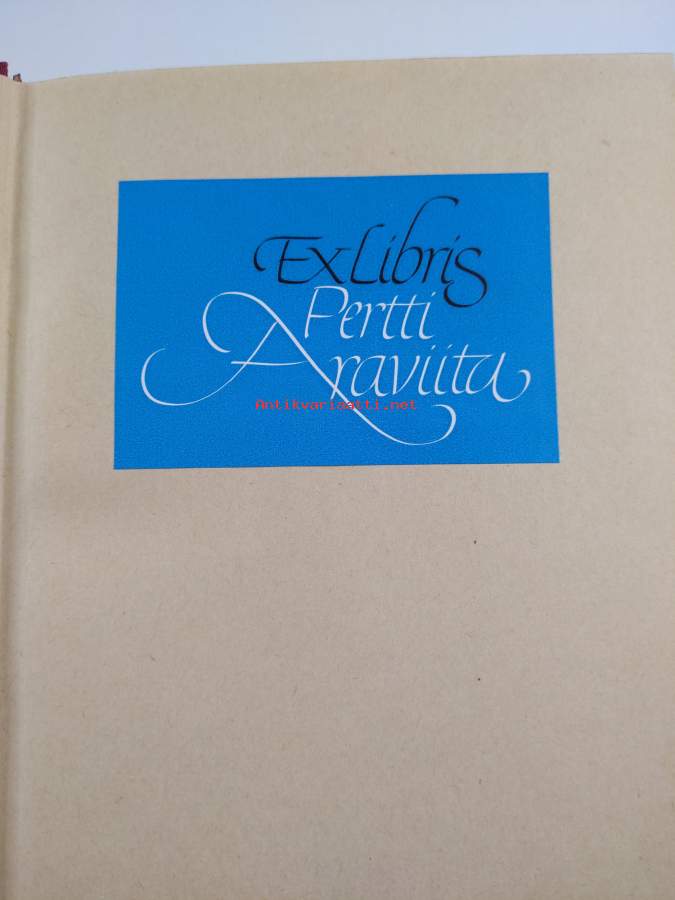 Ex Libris
Pertti
Araviita
Antikvariaatti.net